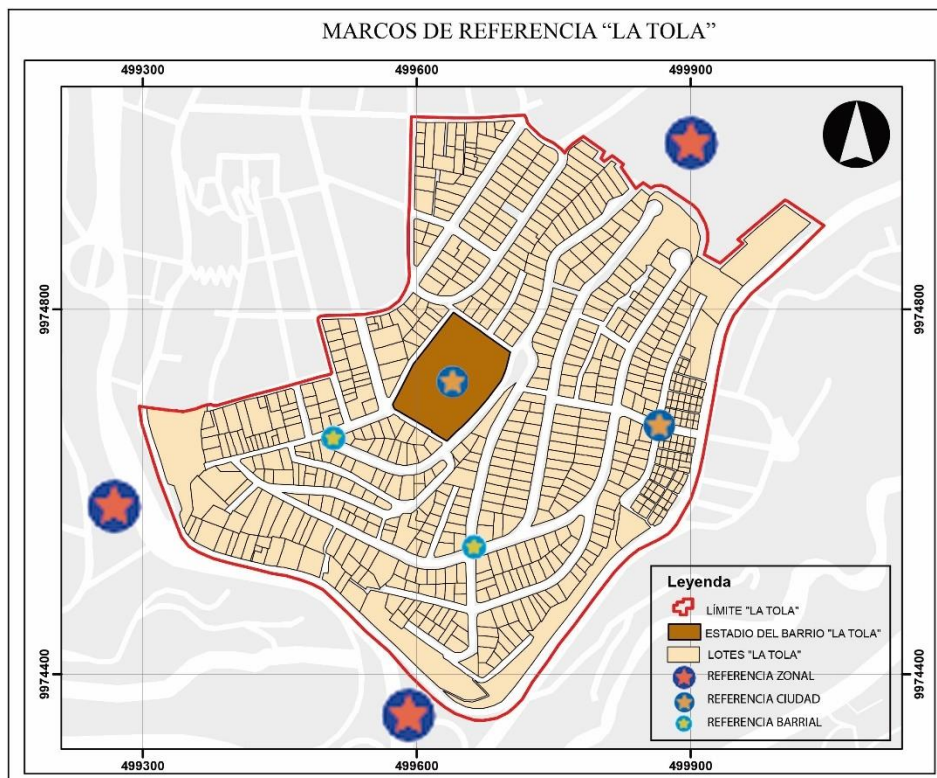 MARCOS DE REFERENCIA “LA TOLA”
499300 499600 499900
9974800 9974800
9974400 9974400
Leyenda
LÍMITE "LA TOLA"
ESTADIO DEL BARRIO "LA TOLA"
LOTES "LA TOLA"
REFERENCIA ZONAL
REFERENCIA CIUDAD
REFERENCIA BARRIAL
499300 499600 499900